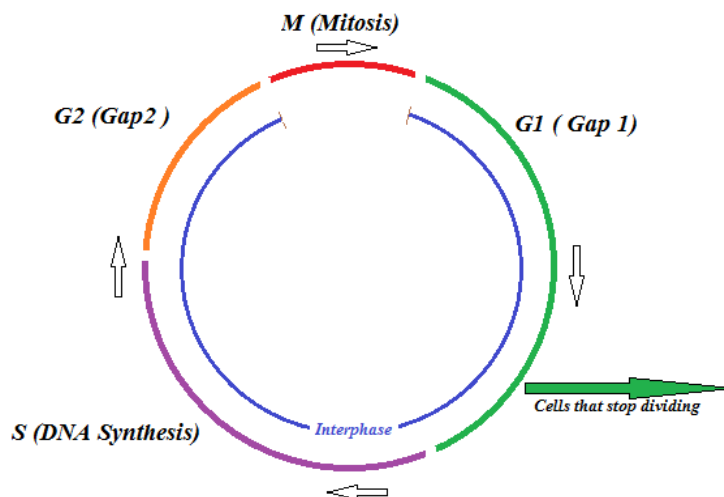 M (Mitosis)
G2 (Gap2 )
G1 ( Gap 1)
Cells that stop dividing
S (DNA Synthesis)
Interphase